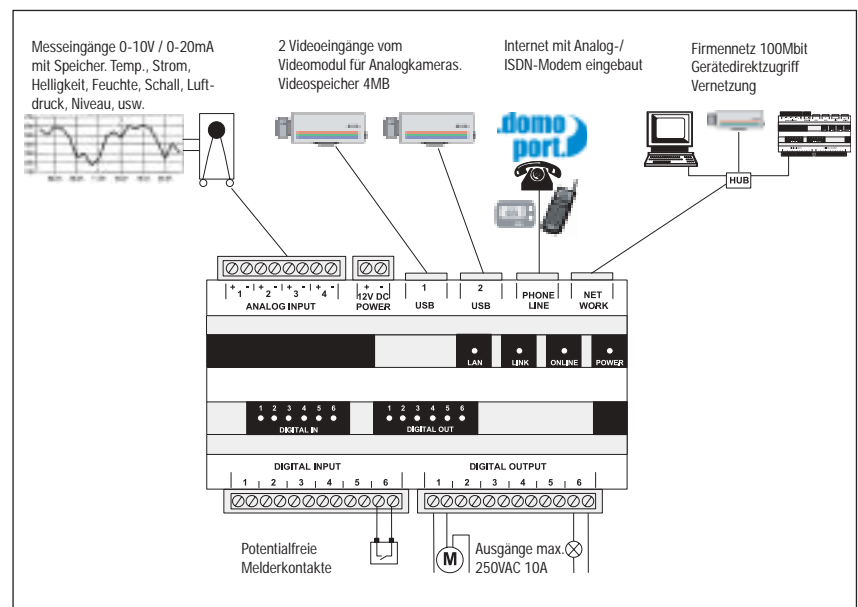 Messeingänge 0-10V / 0-20mA
mit Speicher. Temp., Strom,
Helligkeit, Feuchte, Schall, Luft-
druck, Niveau, usw.
2 Videoeingänge vom
Videomodul für Analogkameras.
Videospeicher 4MB
Internet mit Analog-/
ISDN-Modem eingebaut
Firmennetz 100Mbit
Gerätedirektzugriff
Vernetzung
.domo
port.
HUB
+ - + - + - + -
1 2 3 4
ANALOG INPUT
+ -
12V DC
POWER
1
USB
2
USB
PHONE
LINE
NET
WORK
LAN
LINK
ONLINE
POWER
1 2 3 4 5 6
DIGITAL IN
1 2 3 4 5 6
DIGITAL OUT
DIGITAL INPUT
1 2 3 4 5 6
DIGITAL OUTPUT
1 2 3 4 5 6
Potentialfreie
Melderkontakte
M
Ausgänge max.
250VAC 10A